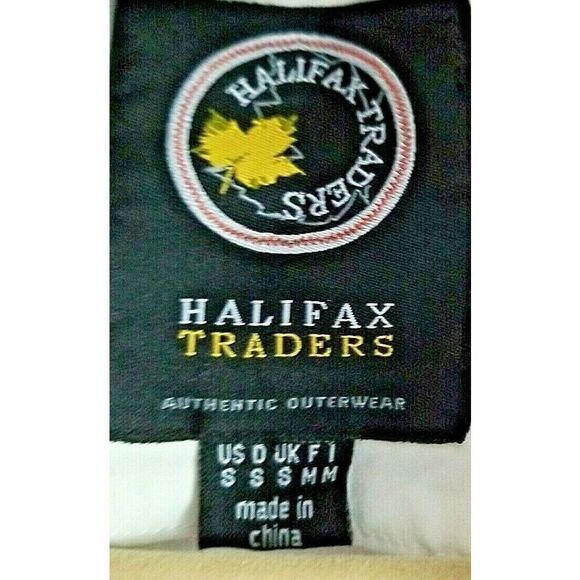 HALIFAX TRADERS
HALIFAX
TRADERS
AUTHENTIC OUTERWEAR
US D UK F I
S S S M M
made in
china